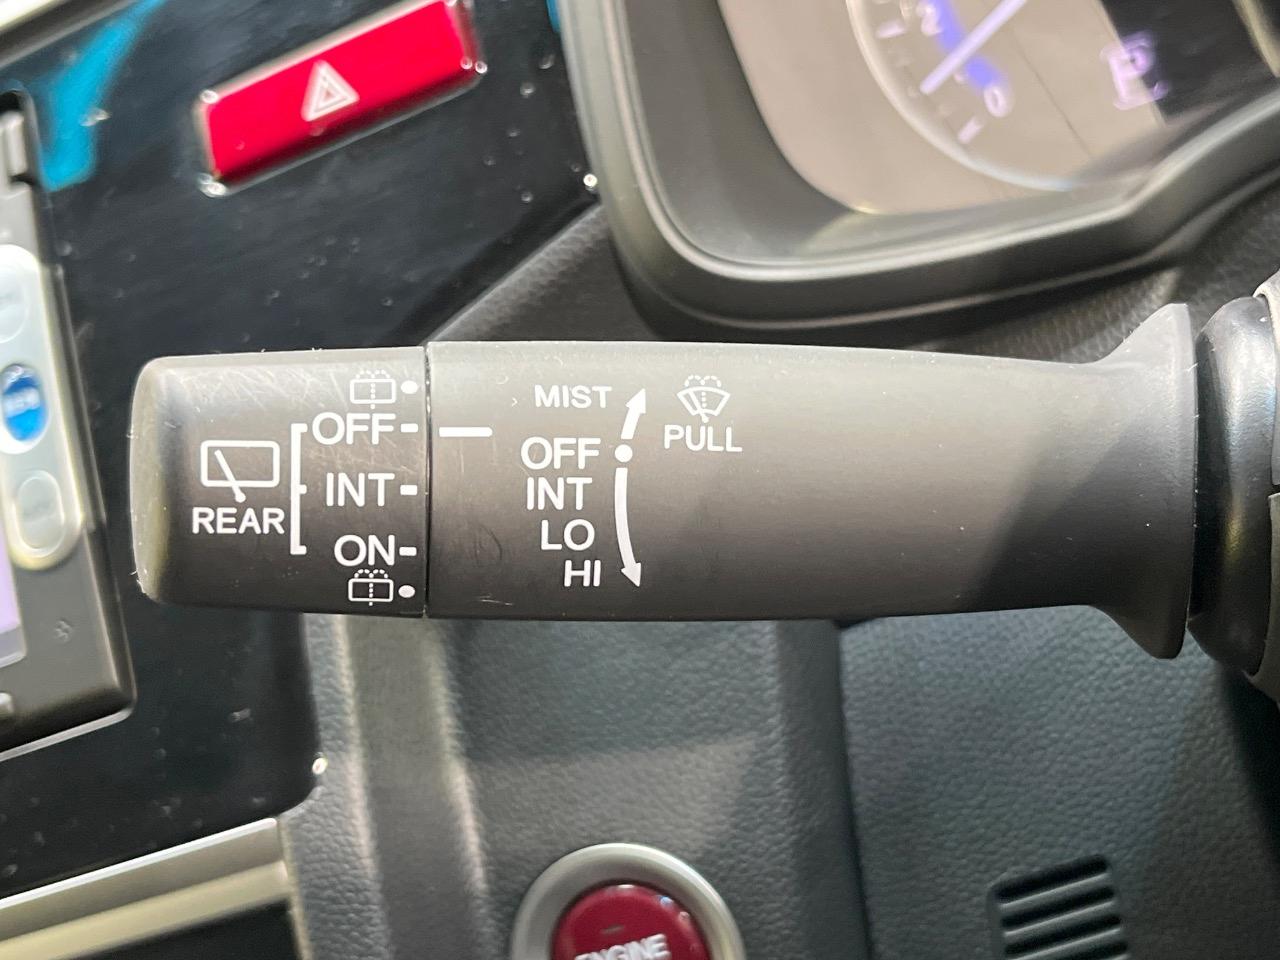 P
MIST
PULL
OFF
OFF
INT
INT
LO
REAR
ON
HI
ENGINE